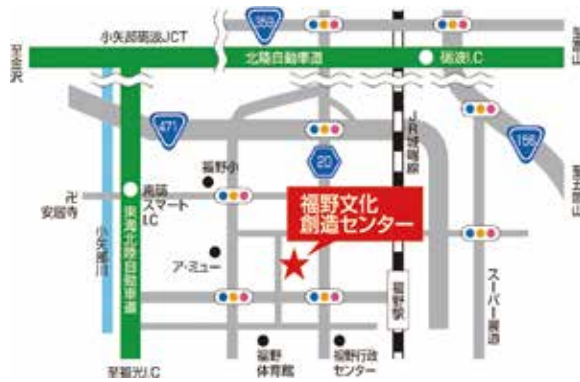 359
小矢部砺波JCT
至金沢
北陸自動車道
砺波I.C
至富山
471
JR城端線
156
福野小
20
至五箇山
卍
安居寺
南砺
スマート
I.C
福野文化
創造センター
小矢部川
東海北陸自動車道
ア・ミュー
福野駅
スーパー農道
至福光I.C
福野
体育館
福野行政
センター